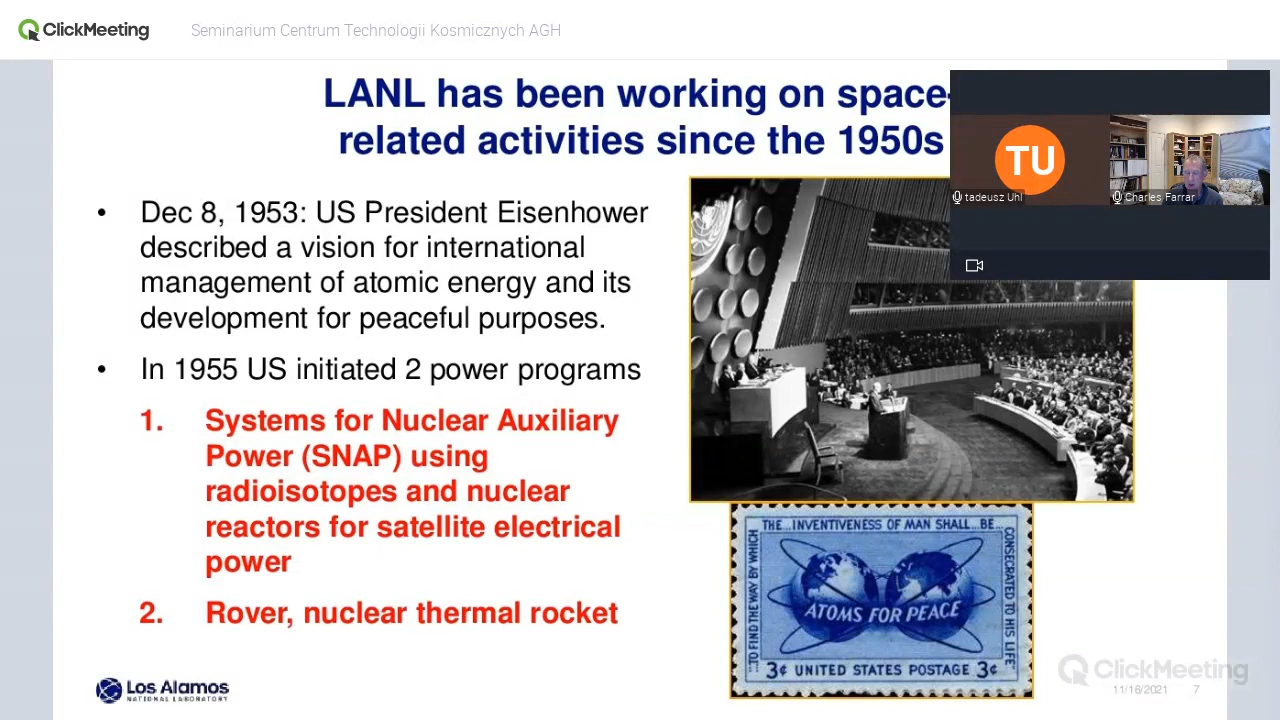 ClickMeeting
Seminarium Centrum Technologii Kosmicznych AGH
LANL has been working on space-
related activities since the 1950s
TU
tadeusz Uhl
Charles Farrar
• Dec 8, 1953: US President Eisenhower
described a vision for international
management of atomic energy and its
development for peaceful purposes.
• In 1955 US initiated 2 power programs
1. Systems for Nuclear Auxiliary
Power (SNAP) using
radioisotopes and nuclear
reactors for satellite electrical
power
2. Rover, nuclear thermal rocket
TO FIND THE WAY BY WHICH
THE...INVENTIVENESS OF MAN SHALL...BE...
CONSECRATED TO HIS LIFE
ATOMS FOR PEACE
3¢ UNITED STATES POSTAGE 3¢
Los Alamos
NATIONAL LABORATORY
ClickMeeting
11/16/2021 7